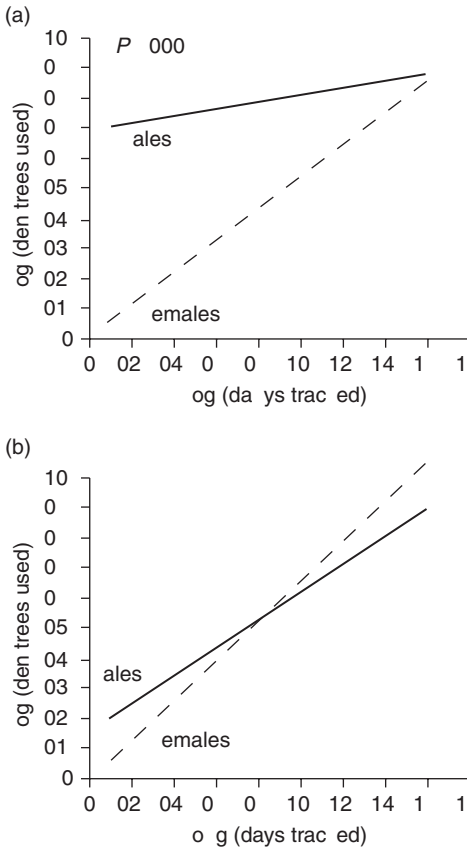 (a)
10
P 000
0
0
0
ales
0
05
04
03
02
01
emales
0
0 02 04 0 0 10 12 14 1 1
og (den trees used)
og (da ys trac ed)
(b)
10
0
0
0
0
05
04
ales
03
02
emales
01
0
0 02 04 0 0 10 12 14 1 1
og (den trees used)
o g (days trac ed)